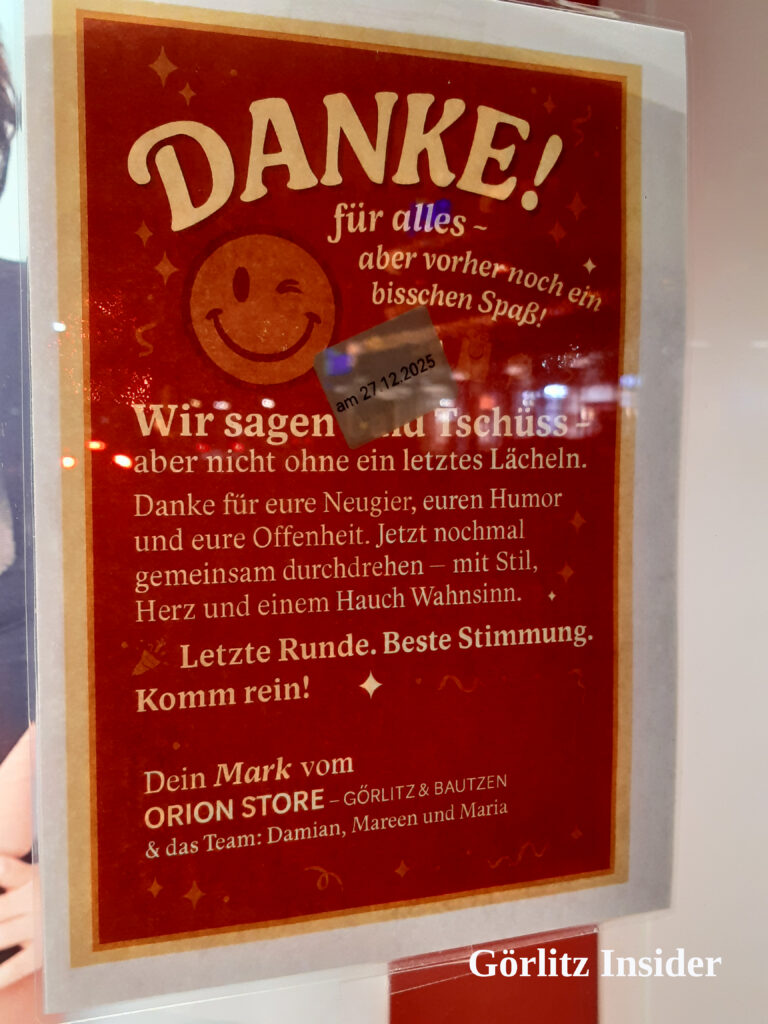 DANKE!
für alles –
aber vorher noch ein
bisschen Spaß!
am 27.12.2025
Wir sagen Tschüss –
aber nicht ohne ein letztes Lächeln.
Danke für eure Neugier, euren Humor
und eure Offenheit. Jetzt nochmal
gemeinsam durchdrehen – mit Stil,
Herz und einem Hauch Wahnsinn.
Letzte Runde. Beste Stimmung.
Komm rein!
Dein Mark vom
ORION STORE – GÖRLITZ & BAUTZEN
& das Team: Damian, Mareen und Maria
Görlitz Insider